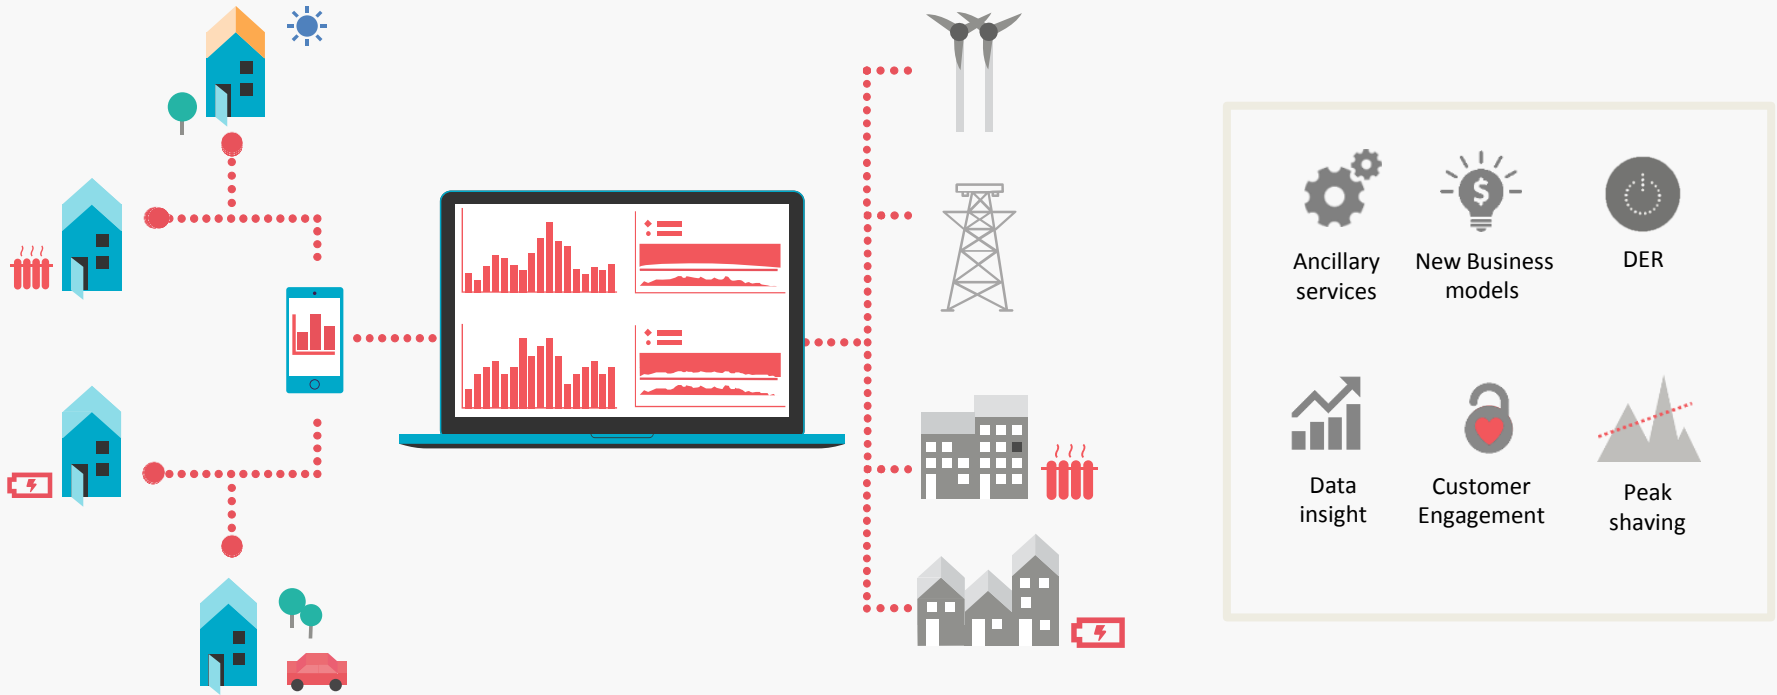 Ancillary
services
New Business
models
DER
Data
insight
Customer
Engagement
Peak
shaving